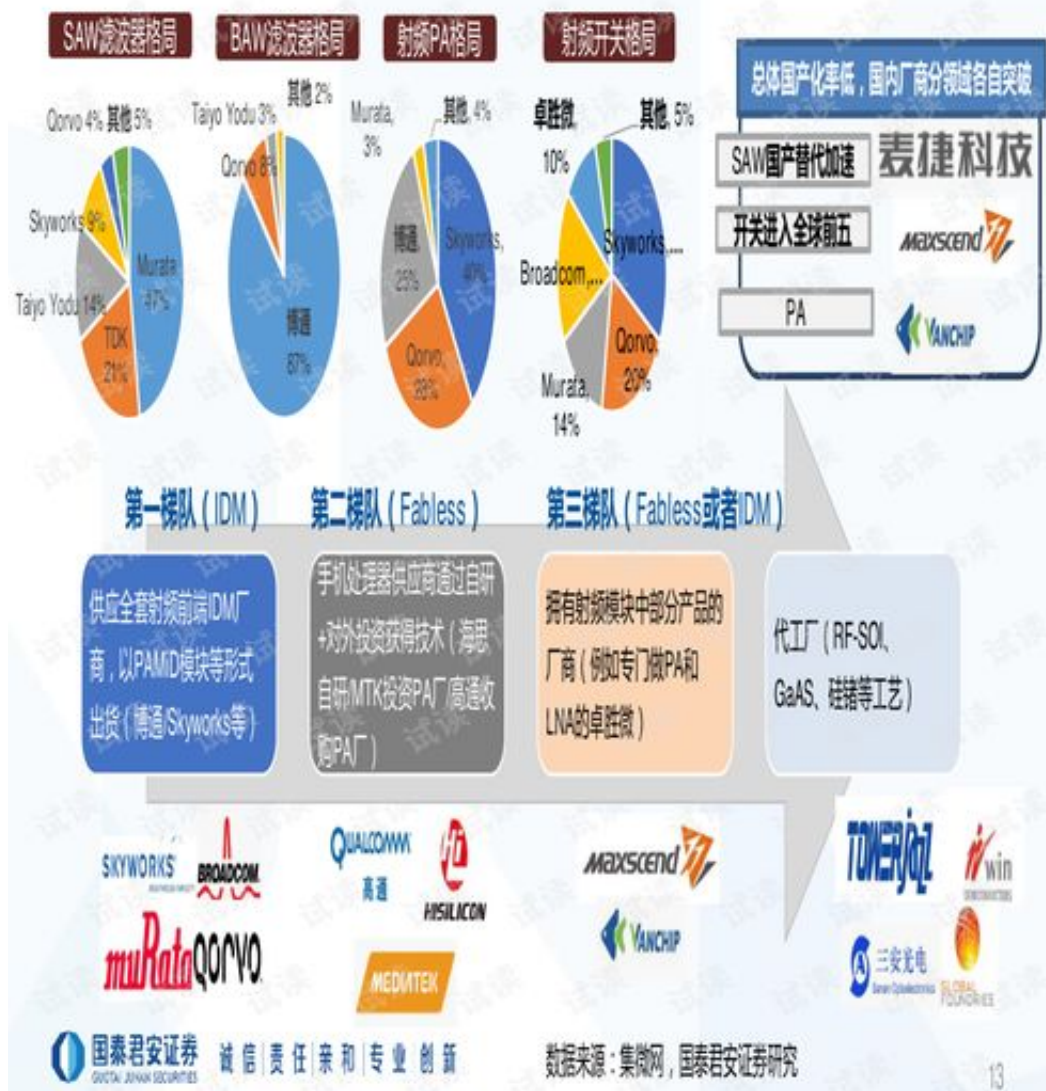 SAW滤波器格局
BAW滤波器格局
射频PA格局
射频开关格局
Qorvo 4%
其他 5%
Skyworks 9%
Taiyo Yodu 14%
TDK
21%
Murata
47%
Taiyo Yodu 3%
其他 2%
Qorvo 8%
博通
87%
Murata,
3%
其他, 4%
博通,
25%
Skyworks,
40%
Qorvo,
28%
卓胜微,
10%
其他, 5%
Skyworks,...
Broadcom,...
Murata,
14%
Qorvo,
20%
总体国产化率低，国内厂商分领域各自突破
SAW国产替代加速
麦捷科技
开关进入全球前五
Maxscend
PA
VANCHIP
第一梯队（IDM）
第二梯队（Fabless）
第三梯队（Fabless或者IDM）
供应全套射频前端IDM厂
商，以PAMiD模块等形式
出货（博通/Skyworks等）
手机处理器供应商通过自研
+对外投资获得技术（海思
自研/MTK投资PA厂/高通收
购PA厂）
拥有射频模块中部分产品的
厂商（例如专门做PA和
LNA的卓胜微）
代工厂（RF-SOI、
GaAS、硅锗等工艺）
SKYWORKS
BROADCOM
muRata
QORVO
QUALCOMM
高通
HISILICON
MEDIATEK
Maxscend
VANCHIP
TOWERJAZZ
win
SEMICONDUCTORS
三安光电
Sanan Optoelectronics
GLOBAL
FOUNDRIES
国泰君安证券
GUOTAI JUNAN SECURITIES
诚信|责任|亲和|专业 创新
数据来源：集微网，国泰君安证券研究
13
试读